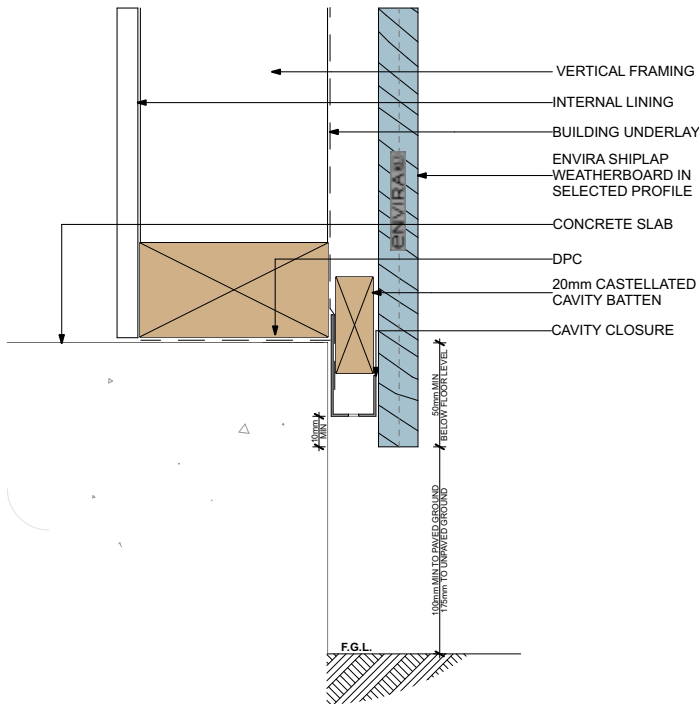 VERTICAL FRAMING
INTERNAL LINING
BUILDING UNDERLAY
ENVIRA SHIPLAP
WEATHERBOARD IN
SELECTED PROFILE
CONCRETE SLAB
DPC
20mm CASTELLATED
CAVITY BATTEN
CAVITY CLOSURE
ENVIRA
50mm MIN
BELOW FLOOR LEVEL
10mm
MIN
100mm MIN TO PAVED GROUND
175mm TO UNPAVED GROUND
F.G.L.